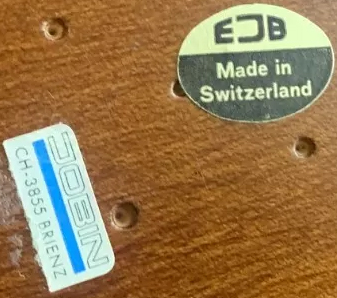 EJB
Made in
Switzerland
JOBIN
CH-3855 BRIENZ